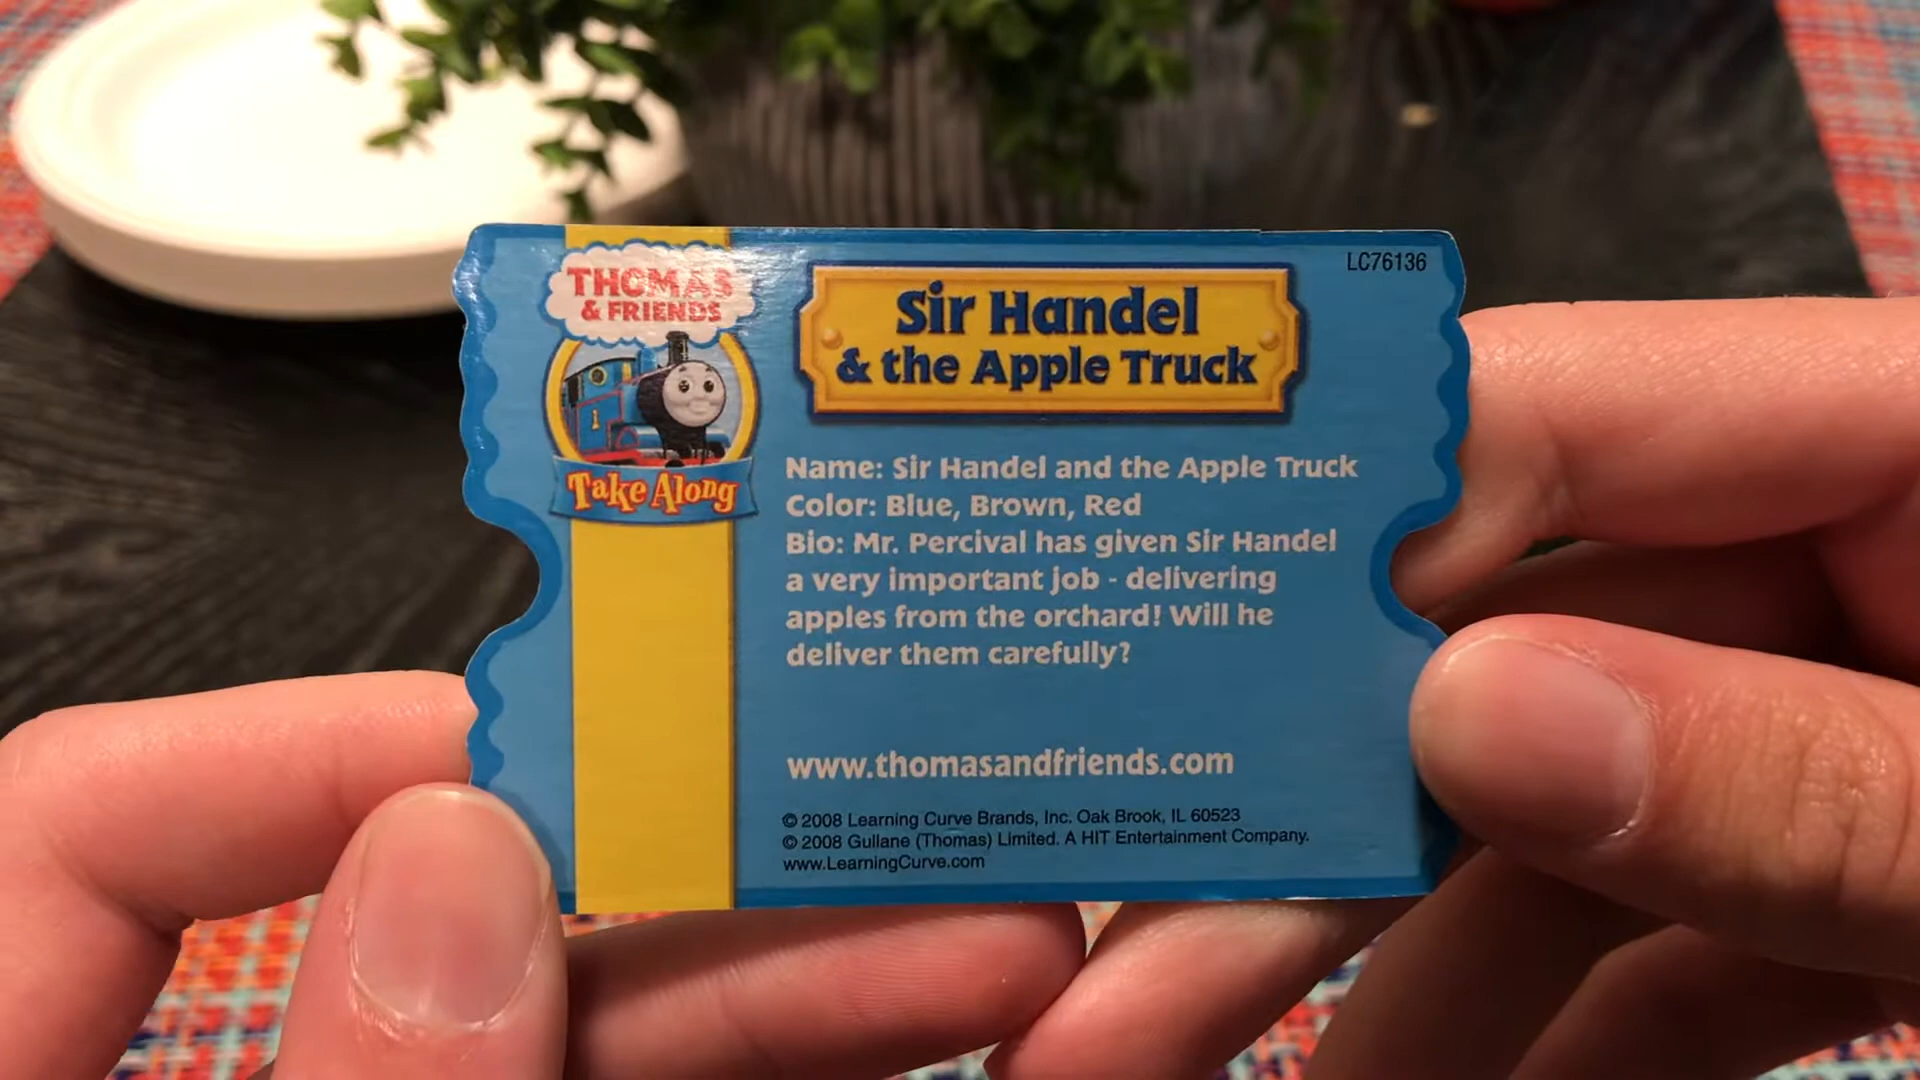 THOMAS
& FRIENDS
1
Take Along
LC76136
Sir Handel
& the Apple Truck
Name: Sir Handel and the Apple Truck
Color: Blue, Brown, Red
Bio: Mr. Percival has given Sir Handel
a very important job - delivering
apples from the orchard! Will he
deliver them carefully?
www.thomasandfriends.com
© 2008 Learning Curve Brands, Inc. Oak Brook, IL 60523
© 2008 Gullane (Thomas) Limited. A HIT Entertainment Company.
www.LearningCurve.com